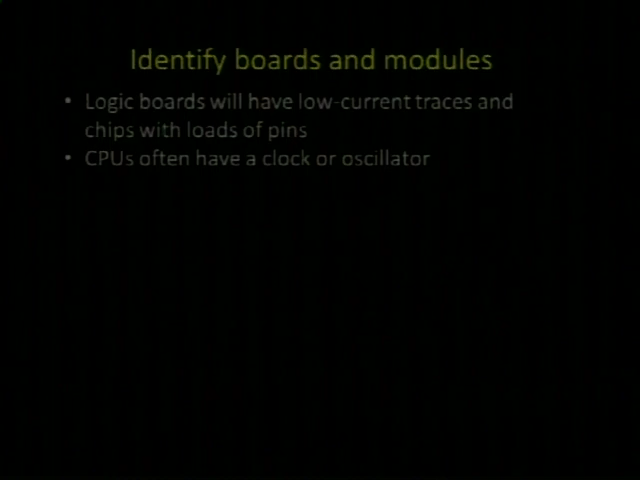 Identify boards and modules
• Logic boards will have low-current traces and
chips with loads of pins
• CPUs often have a clock or oscillator